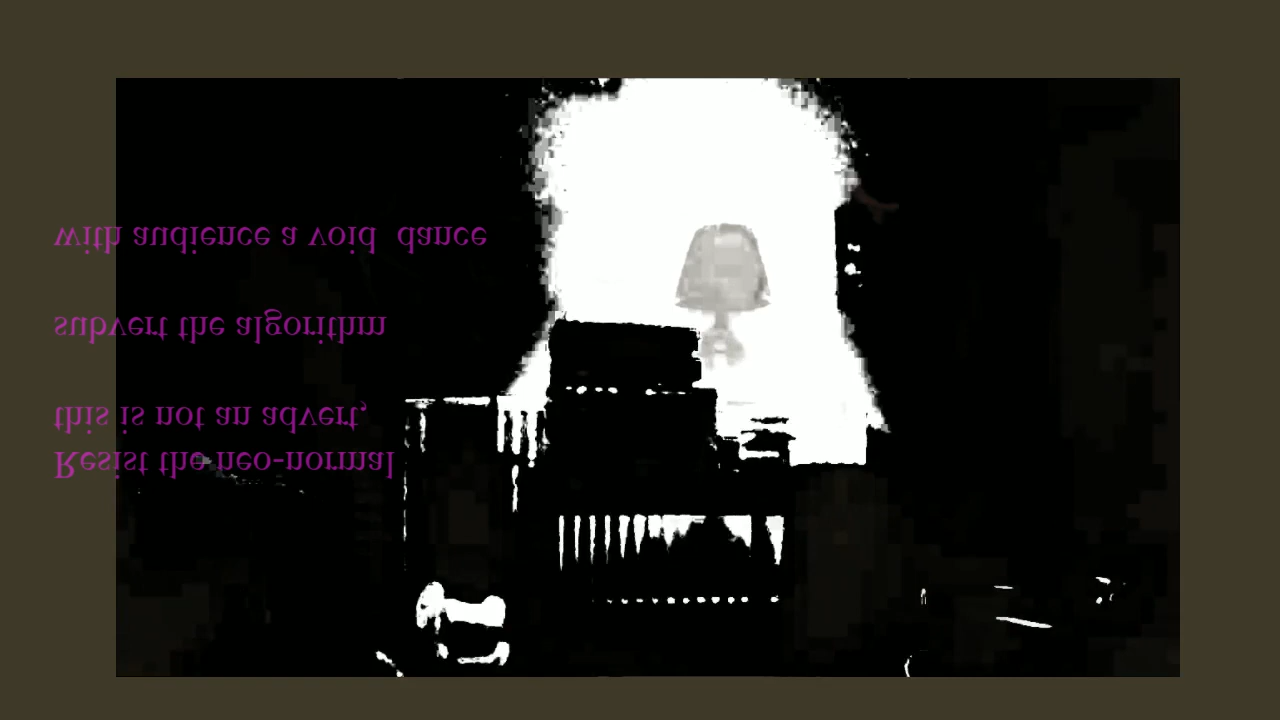 Resist the neo-normal
this is not an advert,
subvert the algorithm
with audience a void  dance